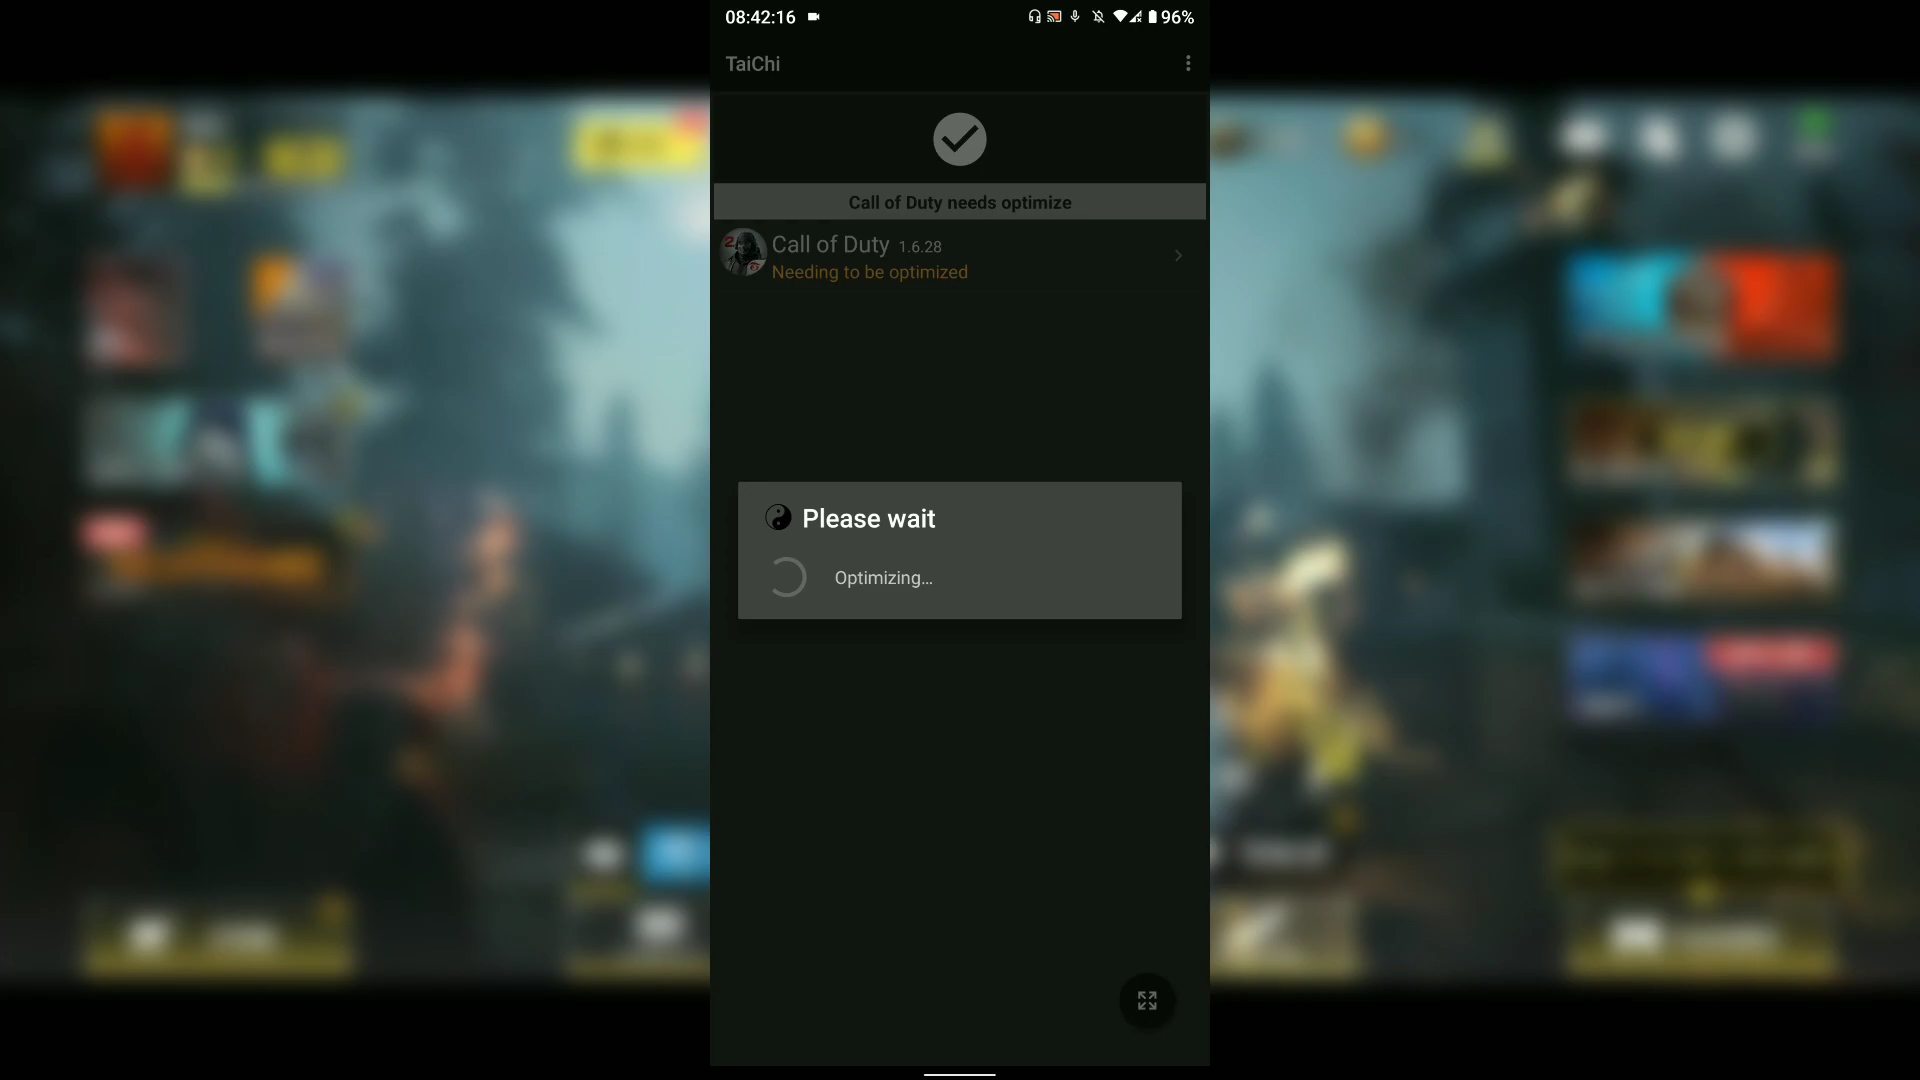 08:42:16
96%
TaiChi
Call of Duty needs optimize
Call of Duty 1.6.28
Needing to be optimized
Please wait
Optimizing...